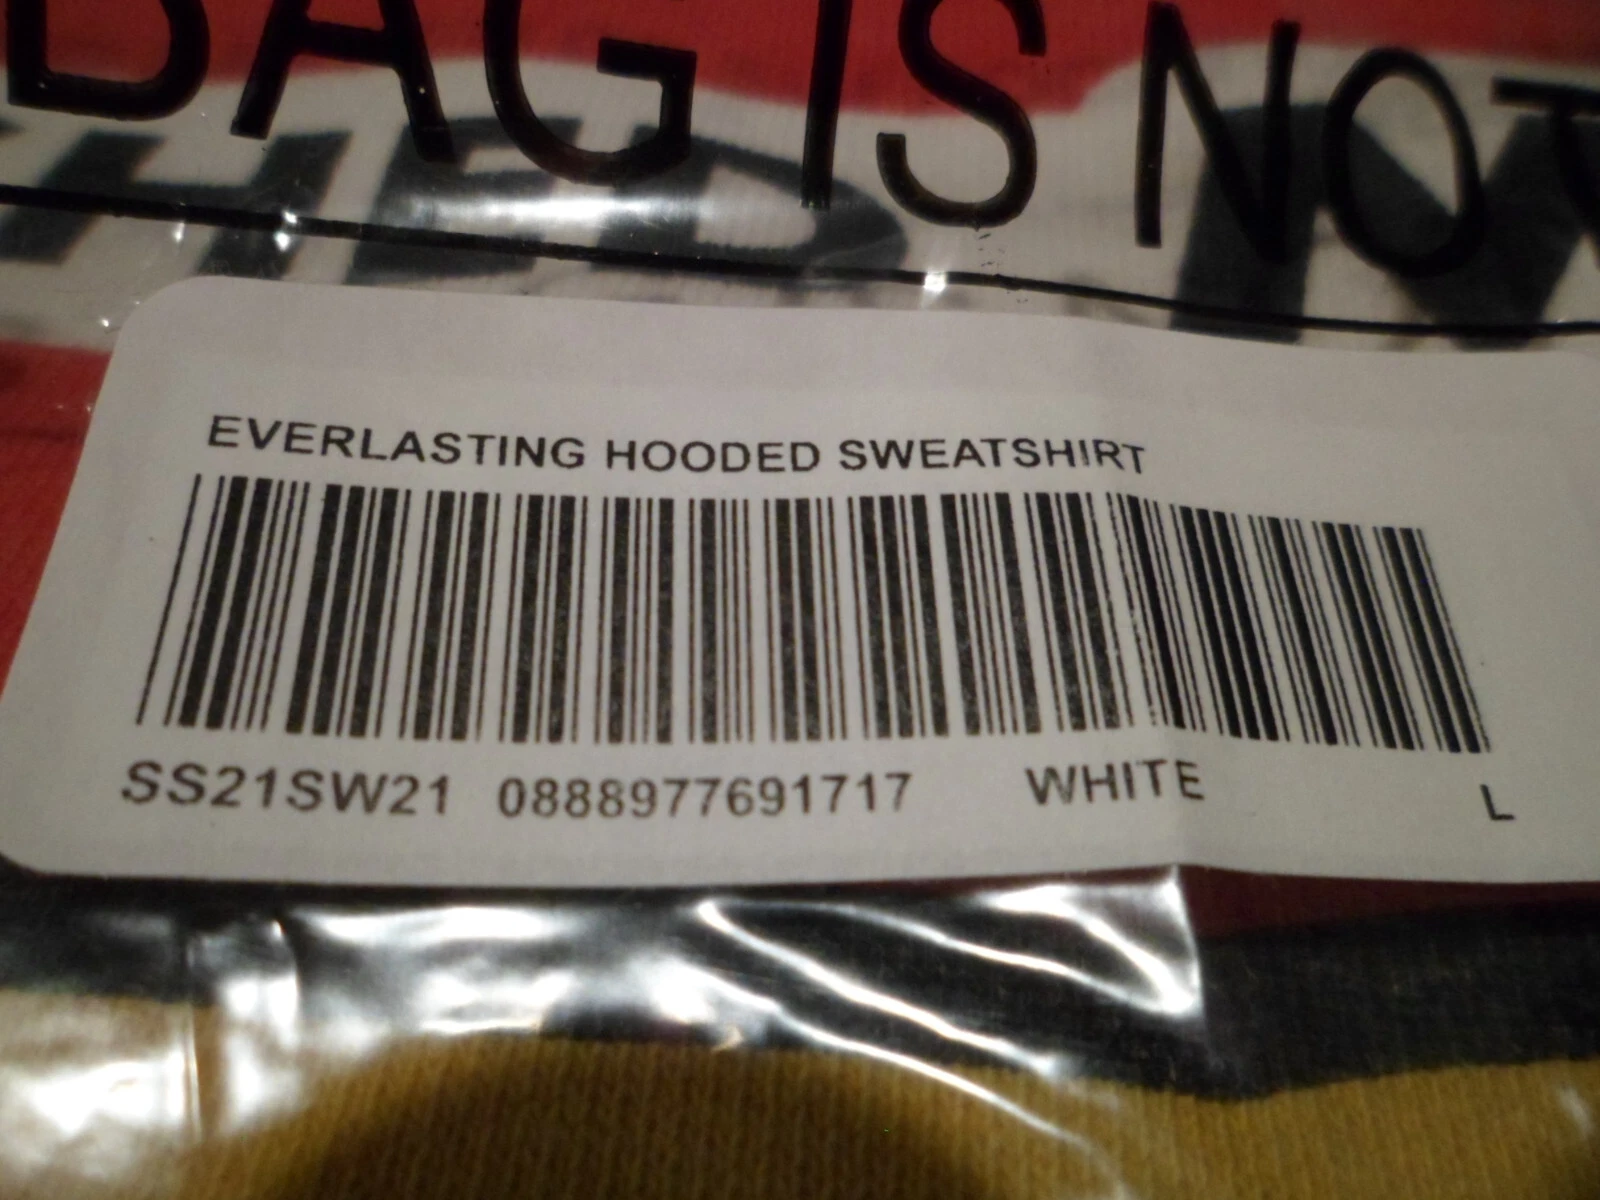 BAG IS NOT
EVERLASTING HOODED SWEATSHIRT
SS21SW21 0888977691717 WHITE L